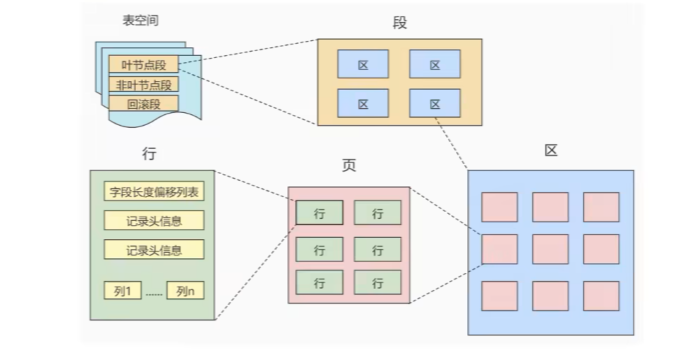 表空间
叶节点段
非叶节点段
回滚段
段
区 区
区 区
行
字段长度偏移列表
记录头信息
记录头信息
列1 ...... 列n
页
行 行
行 行
行 行
区